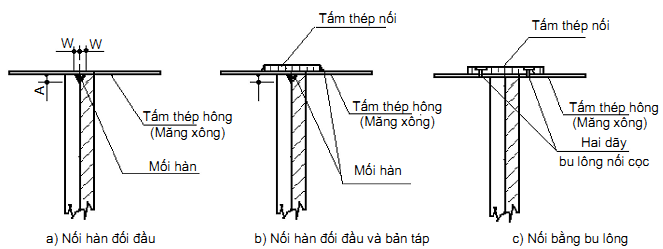 W W
A
Tấm thép hông
(Măng xông)
Mối hàn
a) Nối hàn đối đầu
Tấm thép nối
Tấm thép hông
(Măng xông)
Mối hàn
b) Nối hàn đối đầu và bản táp
Tấm thép nối
Tấm thép hông
(Măng xông)
Hai dãy
bu lông nối cọc
c) Nối bằng bu lông